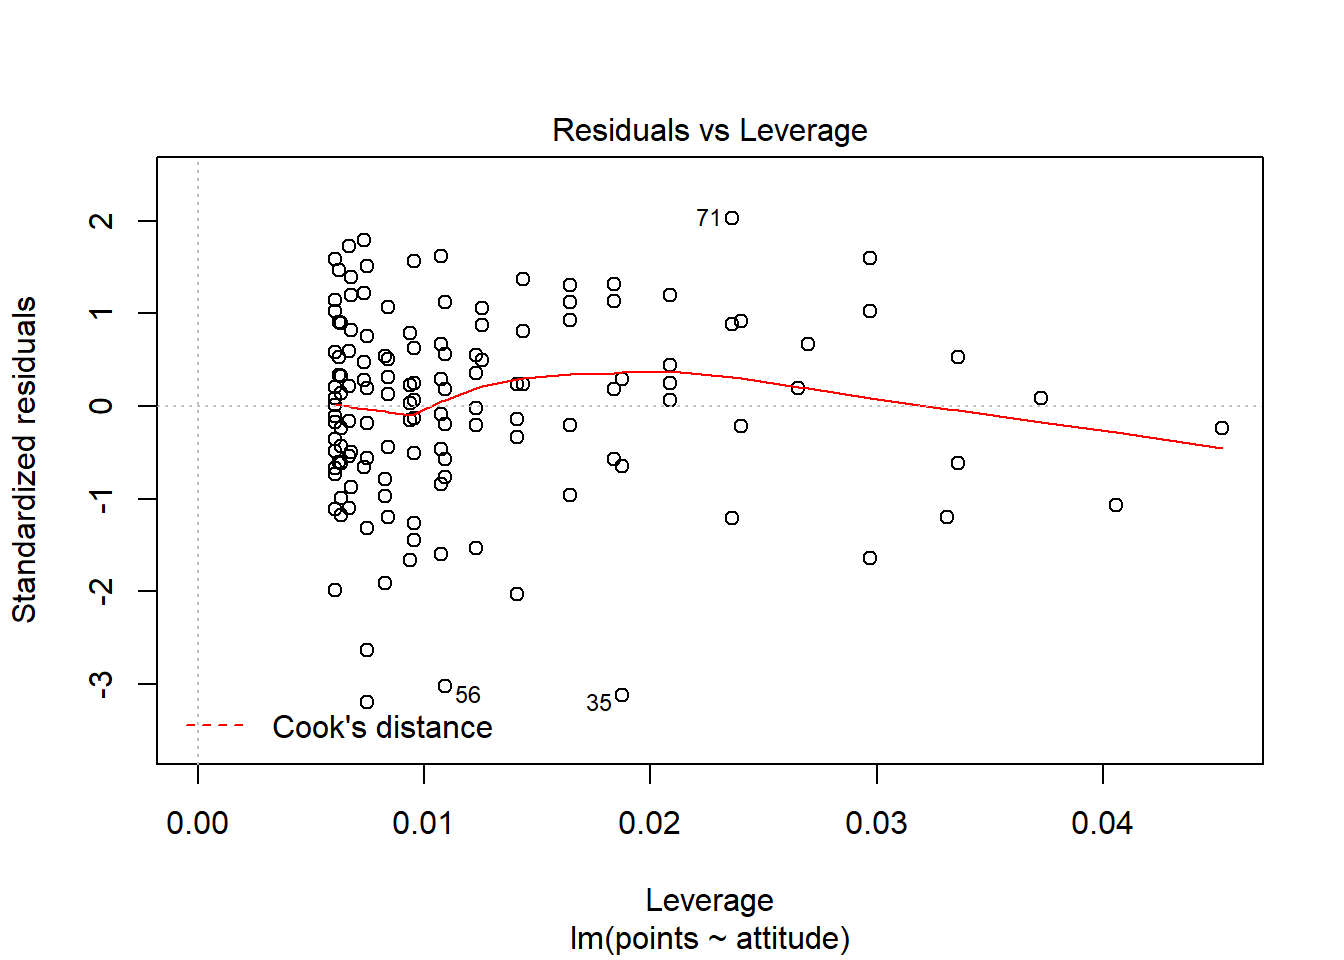 Residuals vs Leverage
Standardized residuals
2
1
0
-1
-2
-3
71
56
35
Cook's distance
0.00 0.01 0.02 0.03 0.04
Leverage
lm(points ~ attitude)